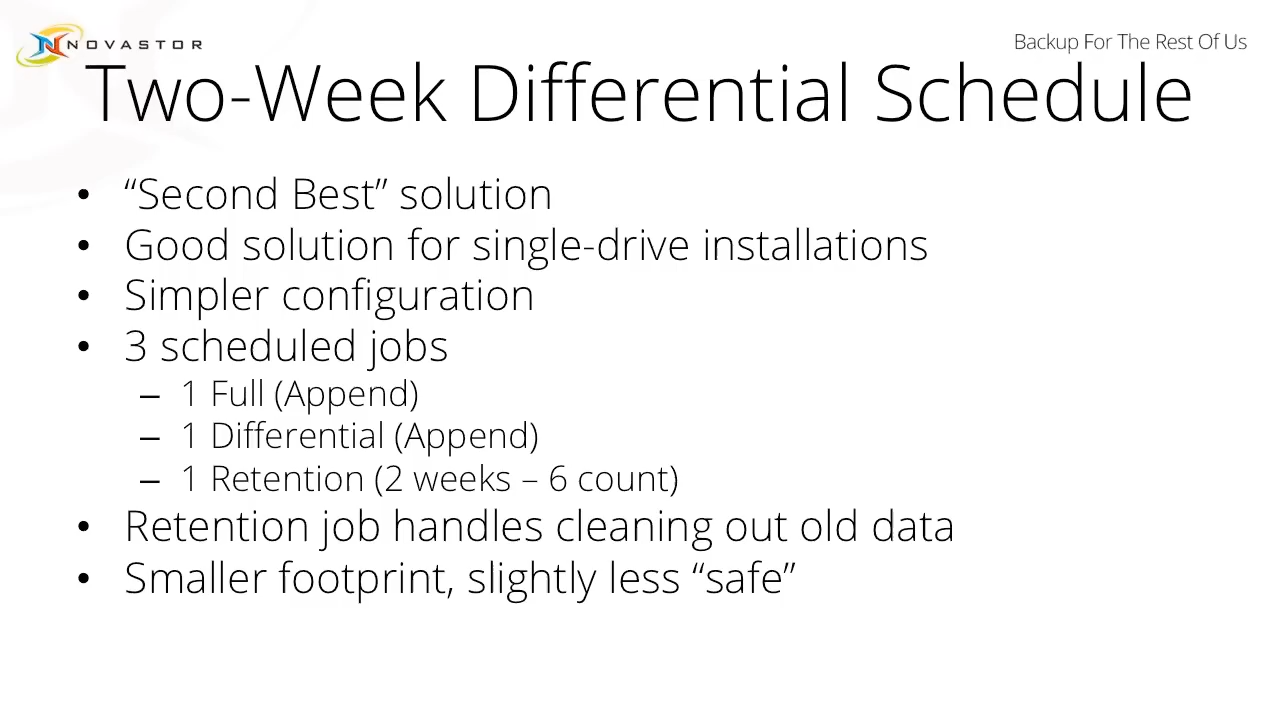 NOVASTOR
Backup For The Rest Of Us
Two-Week Differential Schedule
• “Second Best” solution
• Good solution for single-drive installations
• Simpler configuration
• 3 scheduled jobs
– 1 Full (Append)
– 1 Differential (Append)
– 1 Retention (2 weeks – 6 count)
• Retention job handles cleaning out old data
• Smaller footprint, slightly less “safe”